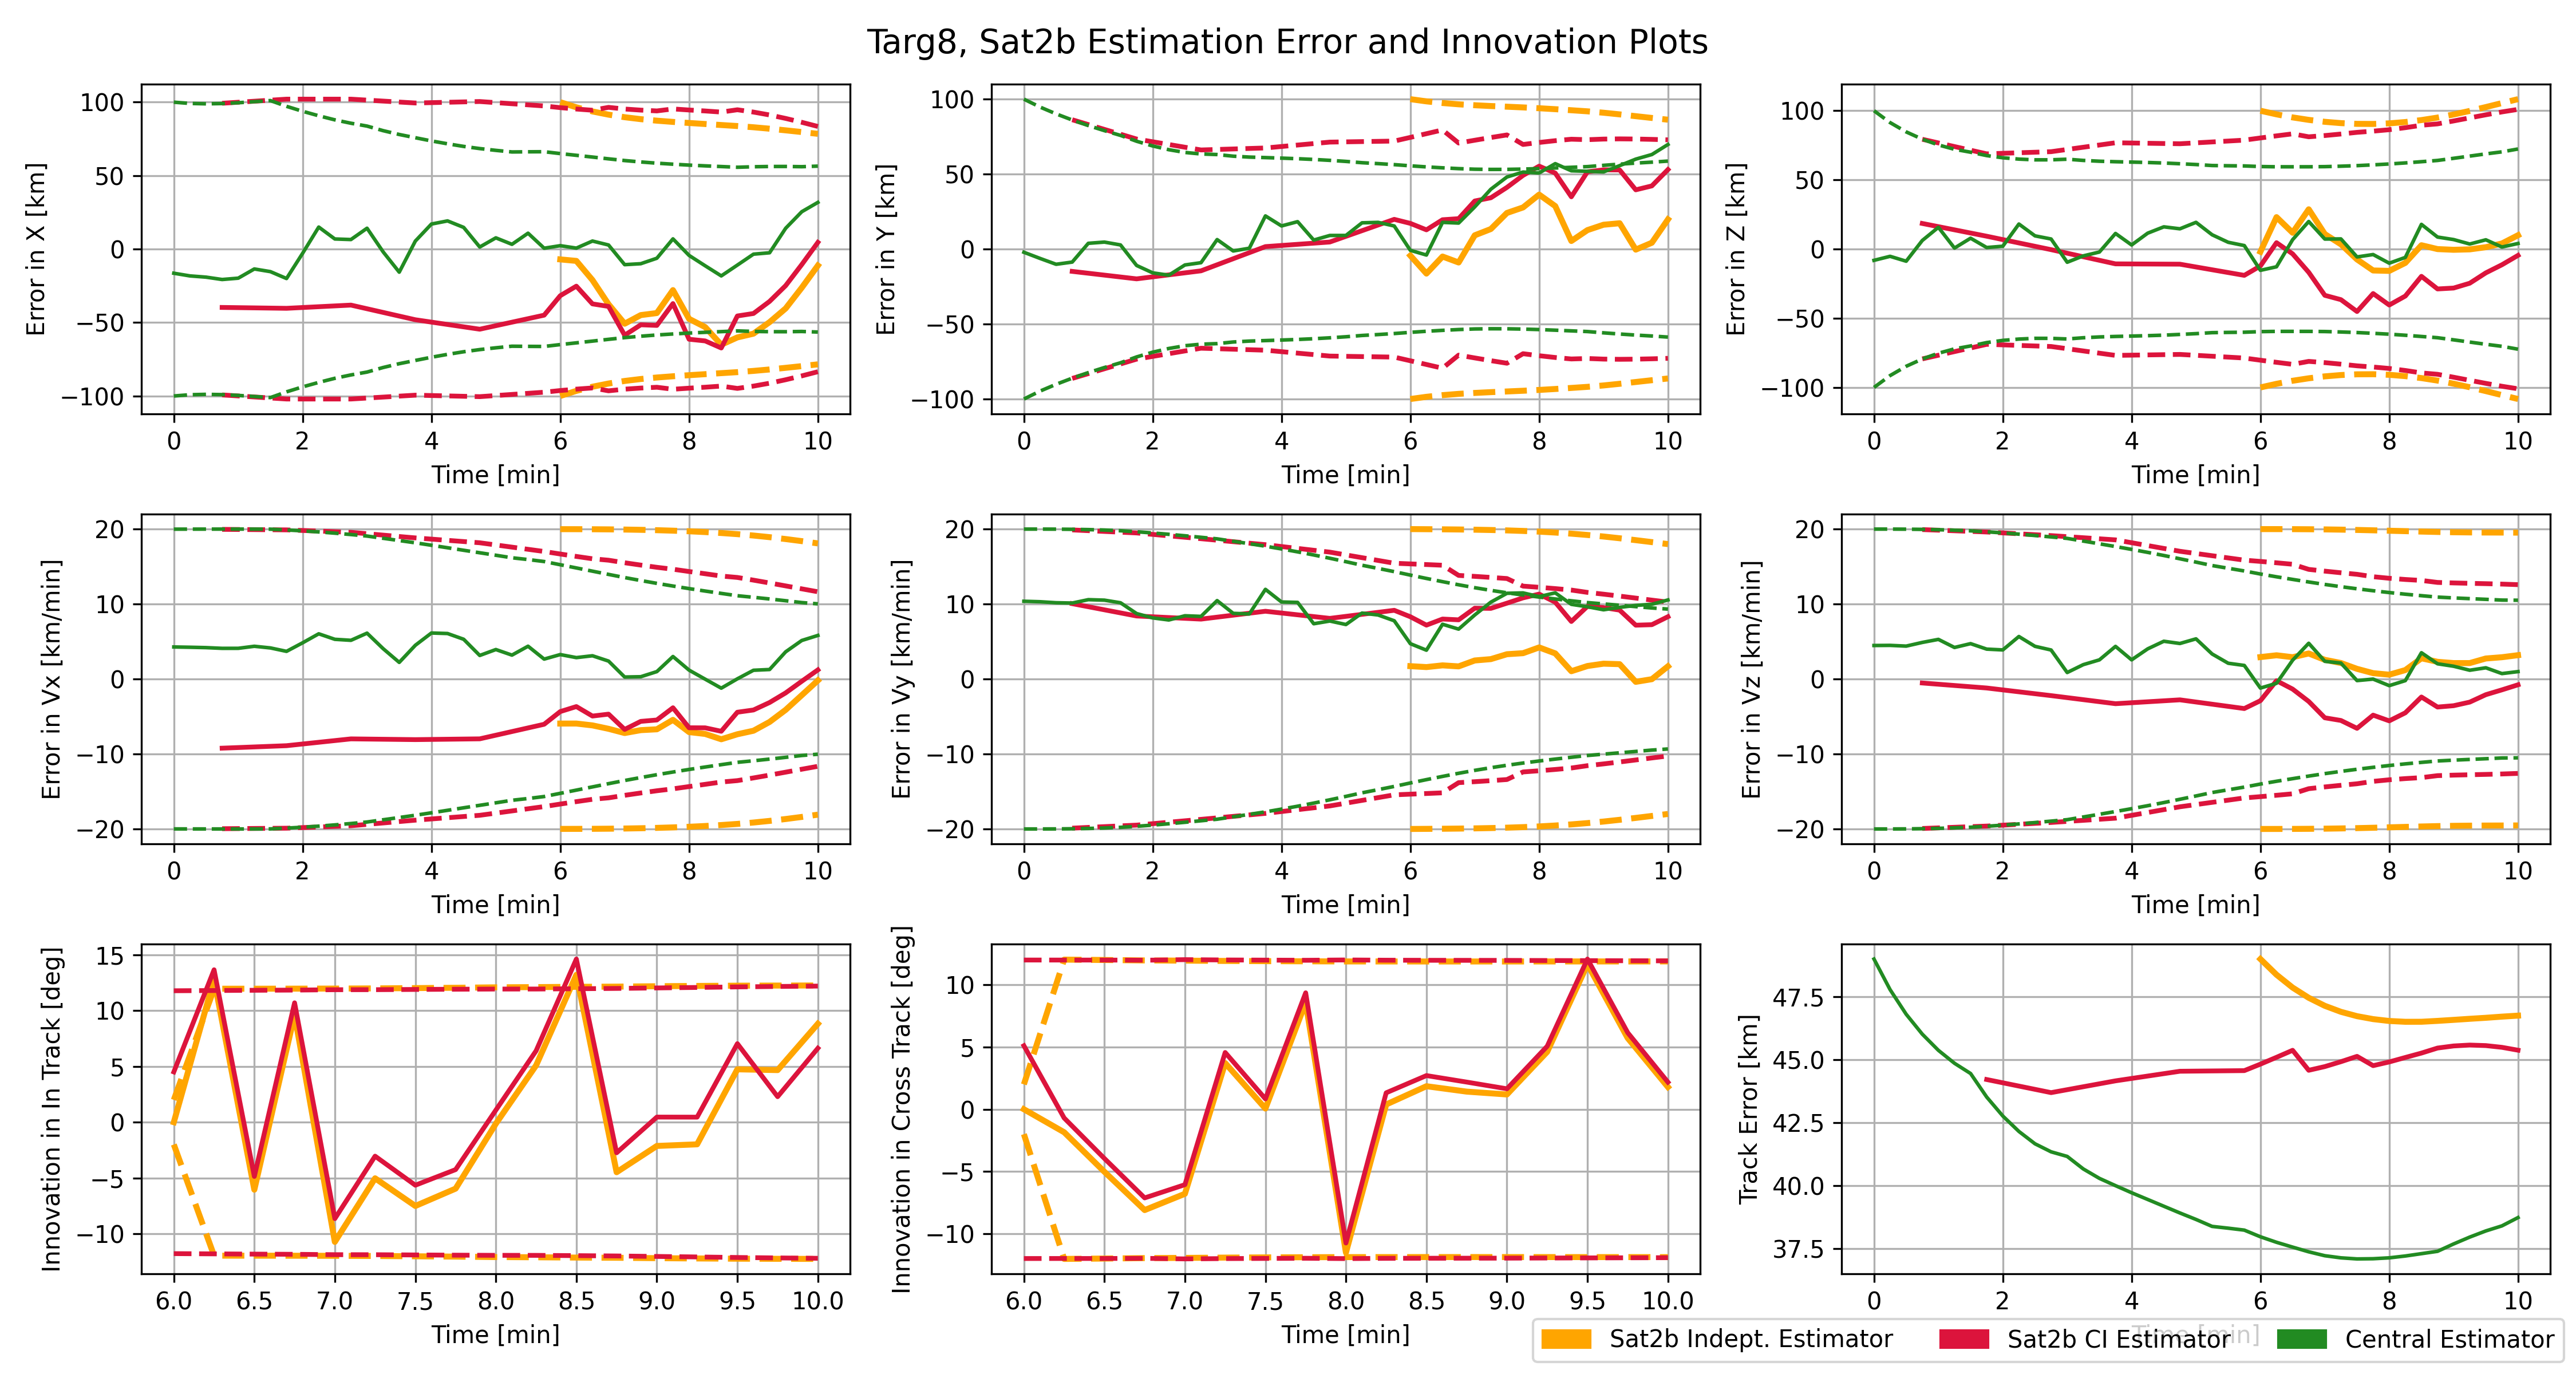 Targ8, Sat2b Estimation Error and Innovation Plots
Error in X [km]
100
50
0
−50
−100
0 2 4 6 8 10
Time [min]
Error in Y [km]
100
50
0
−50
−100
0 2 4 6 8 10
Time [min]
Error in Z [km]
100
50
0
−50
−100
0 2 4 6 8 10
Time [min]
Error in Vx [km/min]
20
10
0
−10
−20
0 2 4 6 8 10
Time [min]
Error in Vy [km/min]
20
10
0
−10
−20
0 2 4 6 8 10
Time [min]
Error in Vz [km/min]
20
10
0
−10
−20
0 2 4 6 8 10
Time [min]
Innovation in In Track [deg]
15
10
5
0
−5
−10
6.0 6.5 7.0 7.5 8.0 8.5 9.0 9.5 10.0
Time [min]
Innovation in Cross Track [deg]
10
5
0
−5
−10
6.0 6.5 7.0 7.5 8.0 8.5 9.0 9.5 10.0
Time [min]
Track Error [km]
47.5
45.0
42.5
40.0
37.5
0 2 4 6 8 10
Time [min]
Sat2b Indept. Estimator
Sat2b CI Estimator
Central Estimator